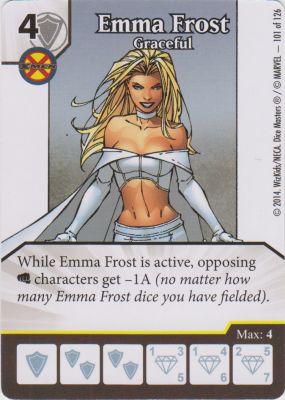 4
Emma Frost
Graceful
X-MEN
© 2014. WizKids/NECA. Dice Masters ® / © MARVEL — 101 of 126
While Emma Frost is active, opposing
characters get –1A (no matter how
many Emma Frost dice you have fielded).
Max: 4
1 3 5
1 4 6
2 5 7